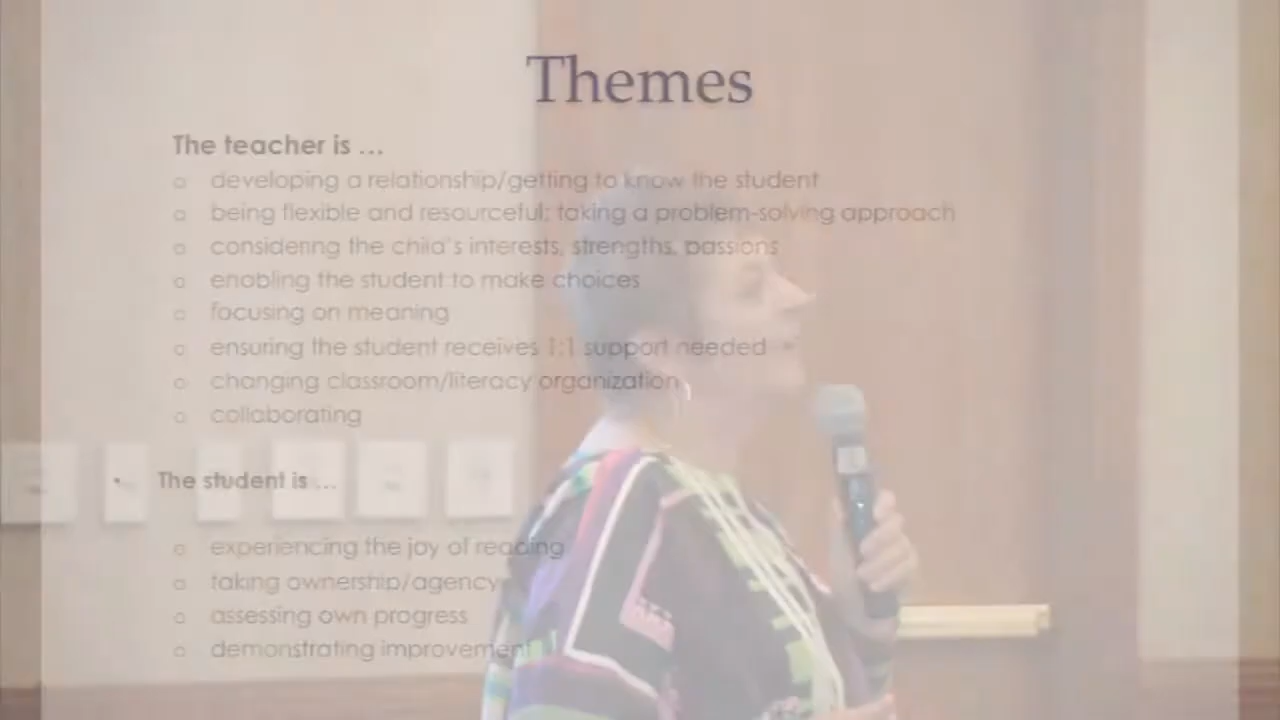 Themes
The teacher is …
o developing a relationship/getting to know the student
o being flexible and resourceful; taking a problem-solving approach
o considering the child's interests, strengths, passions
o enabling the student to make choices
o focusing on meaning
o ensuring the student receives 1:1 support needed
o changing classroom/literacy organization
o collaborating
• The student is …
o experiencing the joy of reading
o taking ownership/agency
o assessing own progress
o demonstrating improvement